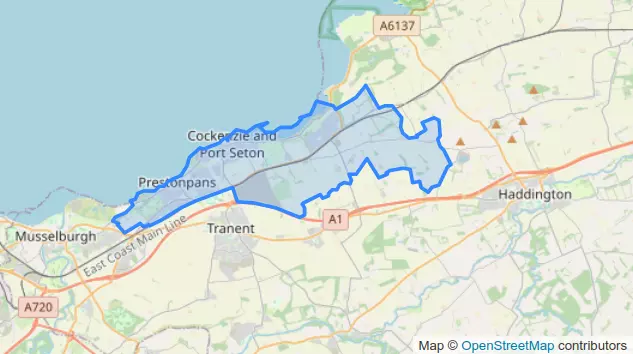 A6137
Cockenzie and
Port Seton
Prestonpans
Haddington
Musselburgh
East Coast Main Line
Tranent
A1
A720
Map © OpenStreetMap contributors